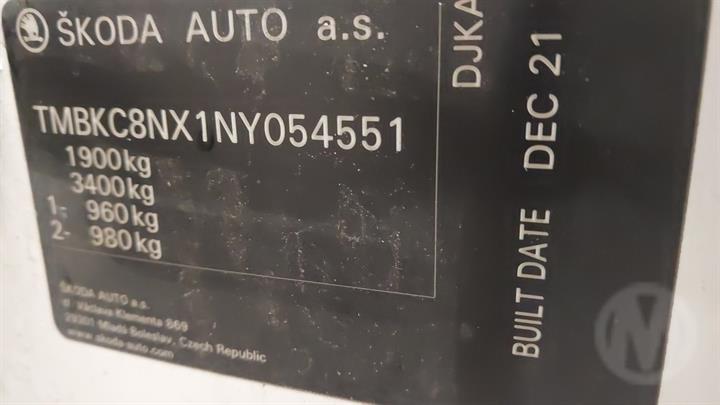 ŠKODA AUTO a.s.
TMBKC8NX1NY054551
1900kg
3400kg
1- 960kg
2- 980kg
ŠKODA AUTO a.s.
tř. Václava Klementa 869
29301 Mladá Boleslav, Czech Republic
www.skoda-auto.com
DJKA
BUILT DATE DEC 21
M